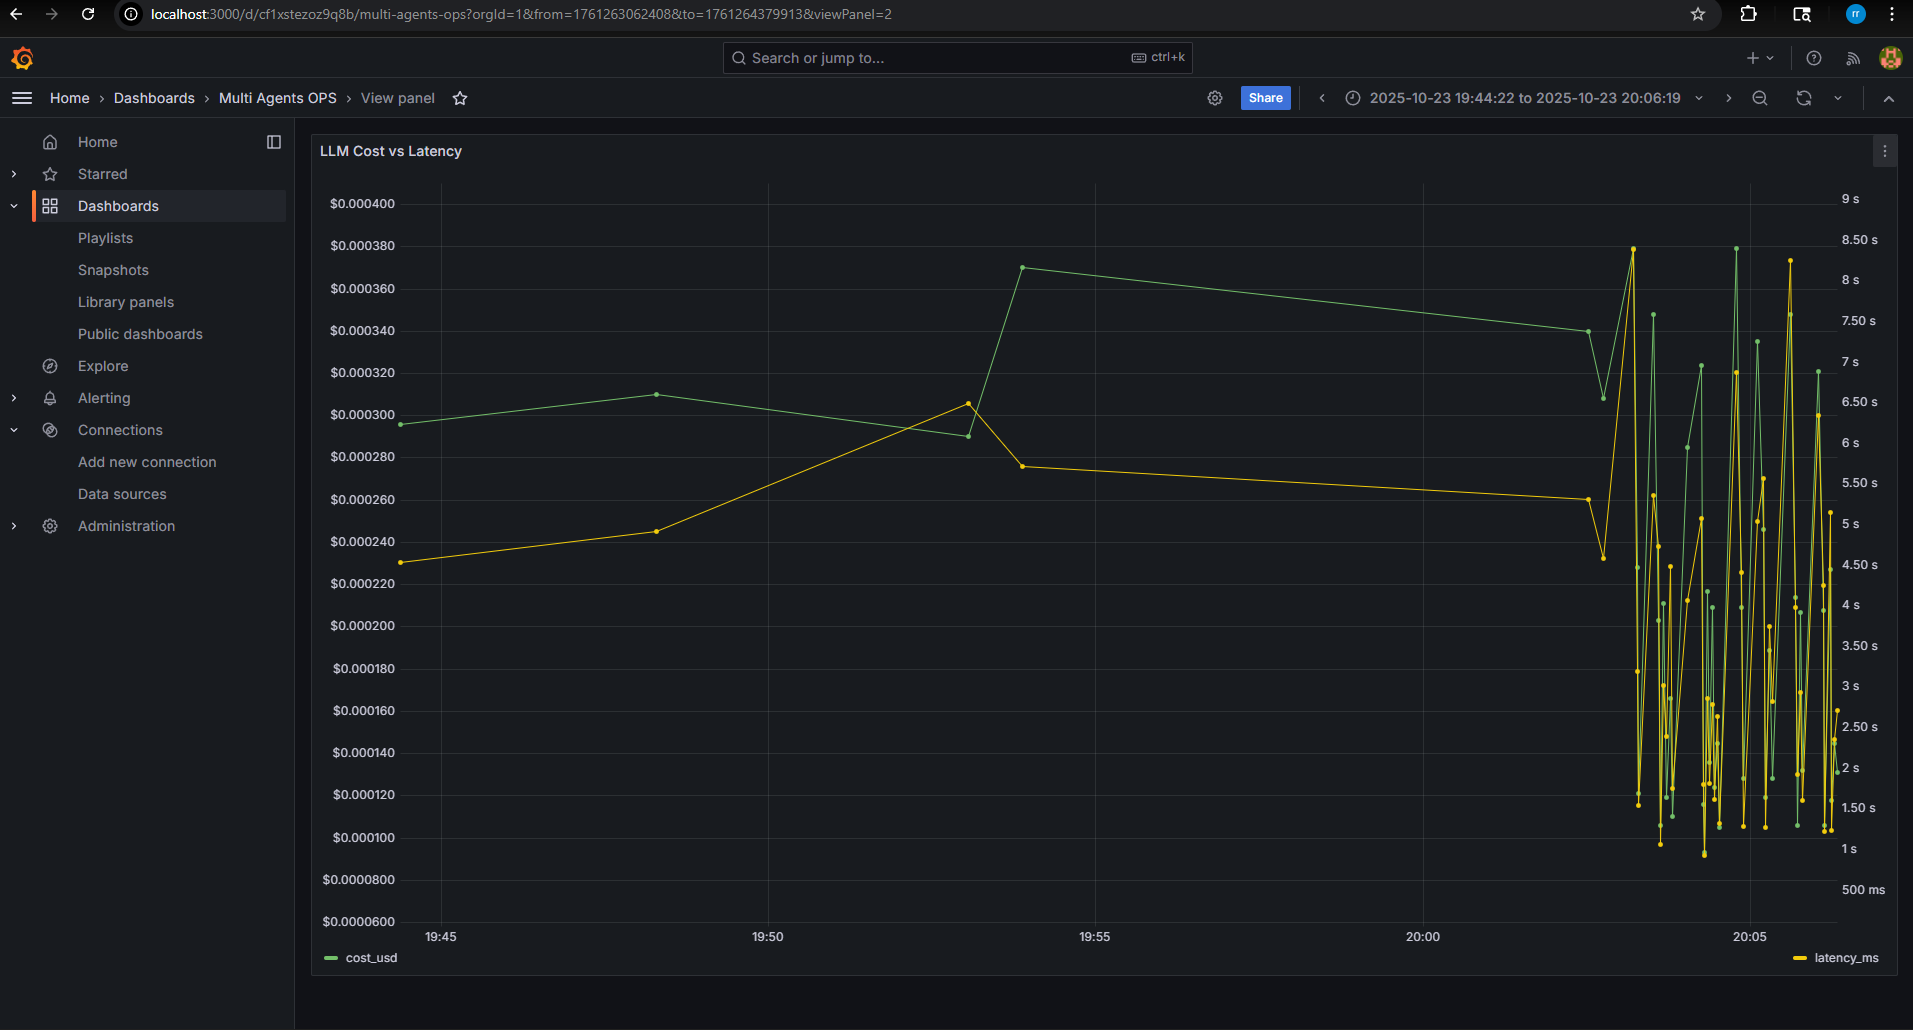 localhost:3000/d/cf1xstezoz9q8b/multi-agents-ops?orgId=1&from=1761263062408&to=1761264379913&viewPanel=2
rr
Search or jump to...
ctrl+k
Home › Dashboards › Multi Agents OPS › View panel
Share
2025-10-23 19:44:22 to 2025-10-23 20:06:19
Home
Starred
Dashboards
Playlists
Snapshots
Library panels
Public dashboards
Explore
Alerting
Connections
Add new connection
Data sources
Administration
LLM Cost vs Latency
$0.000400
$0.000380
$0.000360
$0.000340
$0.000320
$0.000300
$0.000280
$0.000260
$0.000240
$0.000220
$0.000200
$0.000180
$0.000160
$0.000140
$0.000120
$0.000100
$0.0000800
$0.0000600
9 s
8.50 s
8 s
7.50 s
7 s
6.50 s
6 s
5.50 s
5 s
4.50 s
4 s
3.50 s
3 s
2.50 s
2 s
1.50 s
1 s
500 ms
19:45
19:50
19:55
20:00
20:05
cost_usd
latency_ms